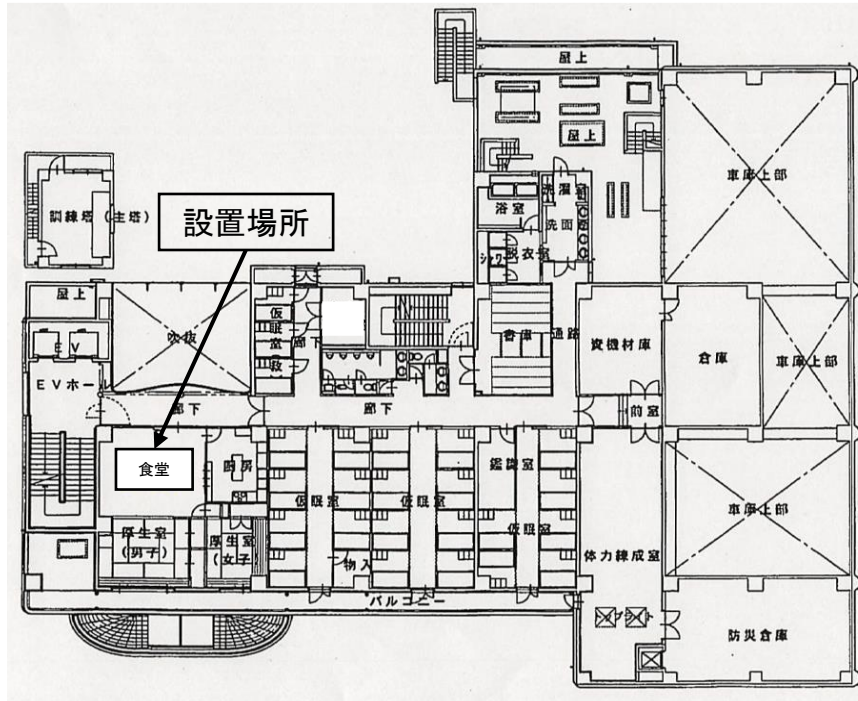 屋上
屋上
車庫上部
訓練塔（主塔）
設置場所
洗濯室
浴室
洗面所
脱衣室
シャワー
屋上
EV
吹抜
仮眠室
廊下
書庫
通路
資機材庫
倉庫
車庫上部
EVホール
廊下
廊下
前室
食堂
厨房
仮眠室
仮眠室
鑑識室
仮眠室
車庫上部
厚生室
(男子)
厚生室
(女子)
物入
体力練成室
バルコニー
リフト
防災倉庫